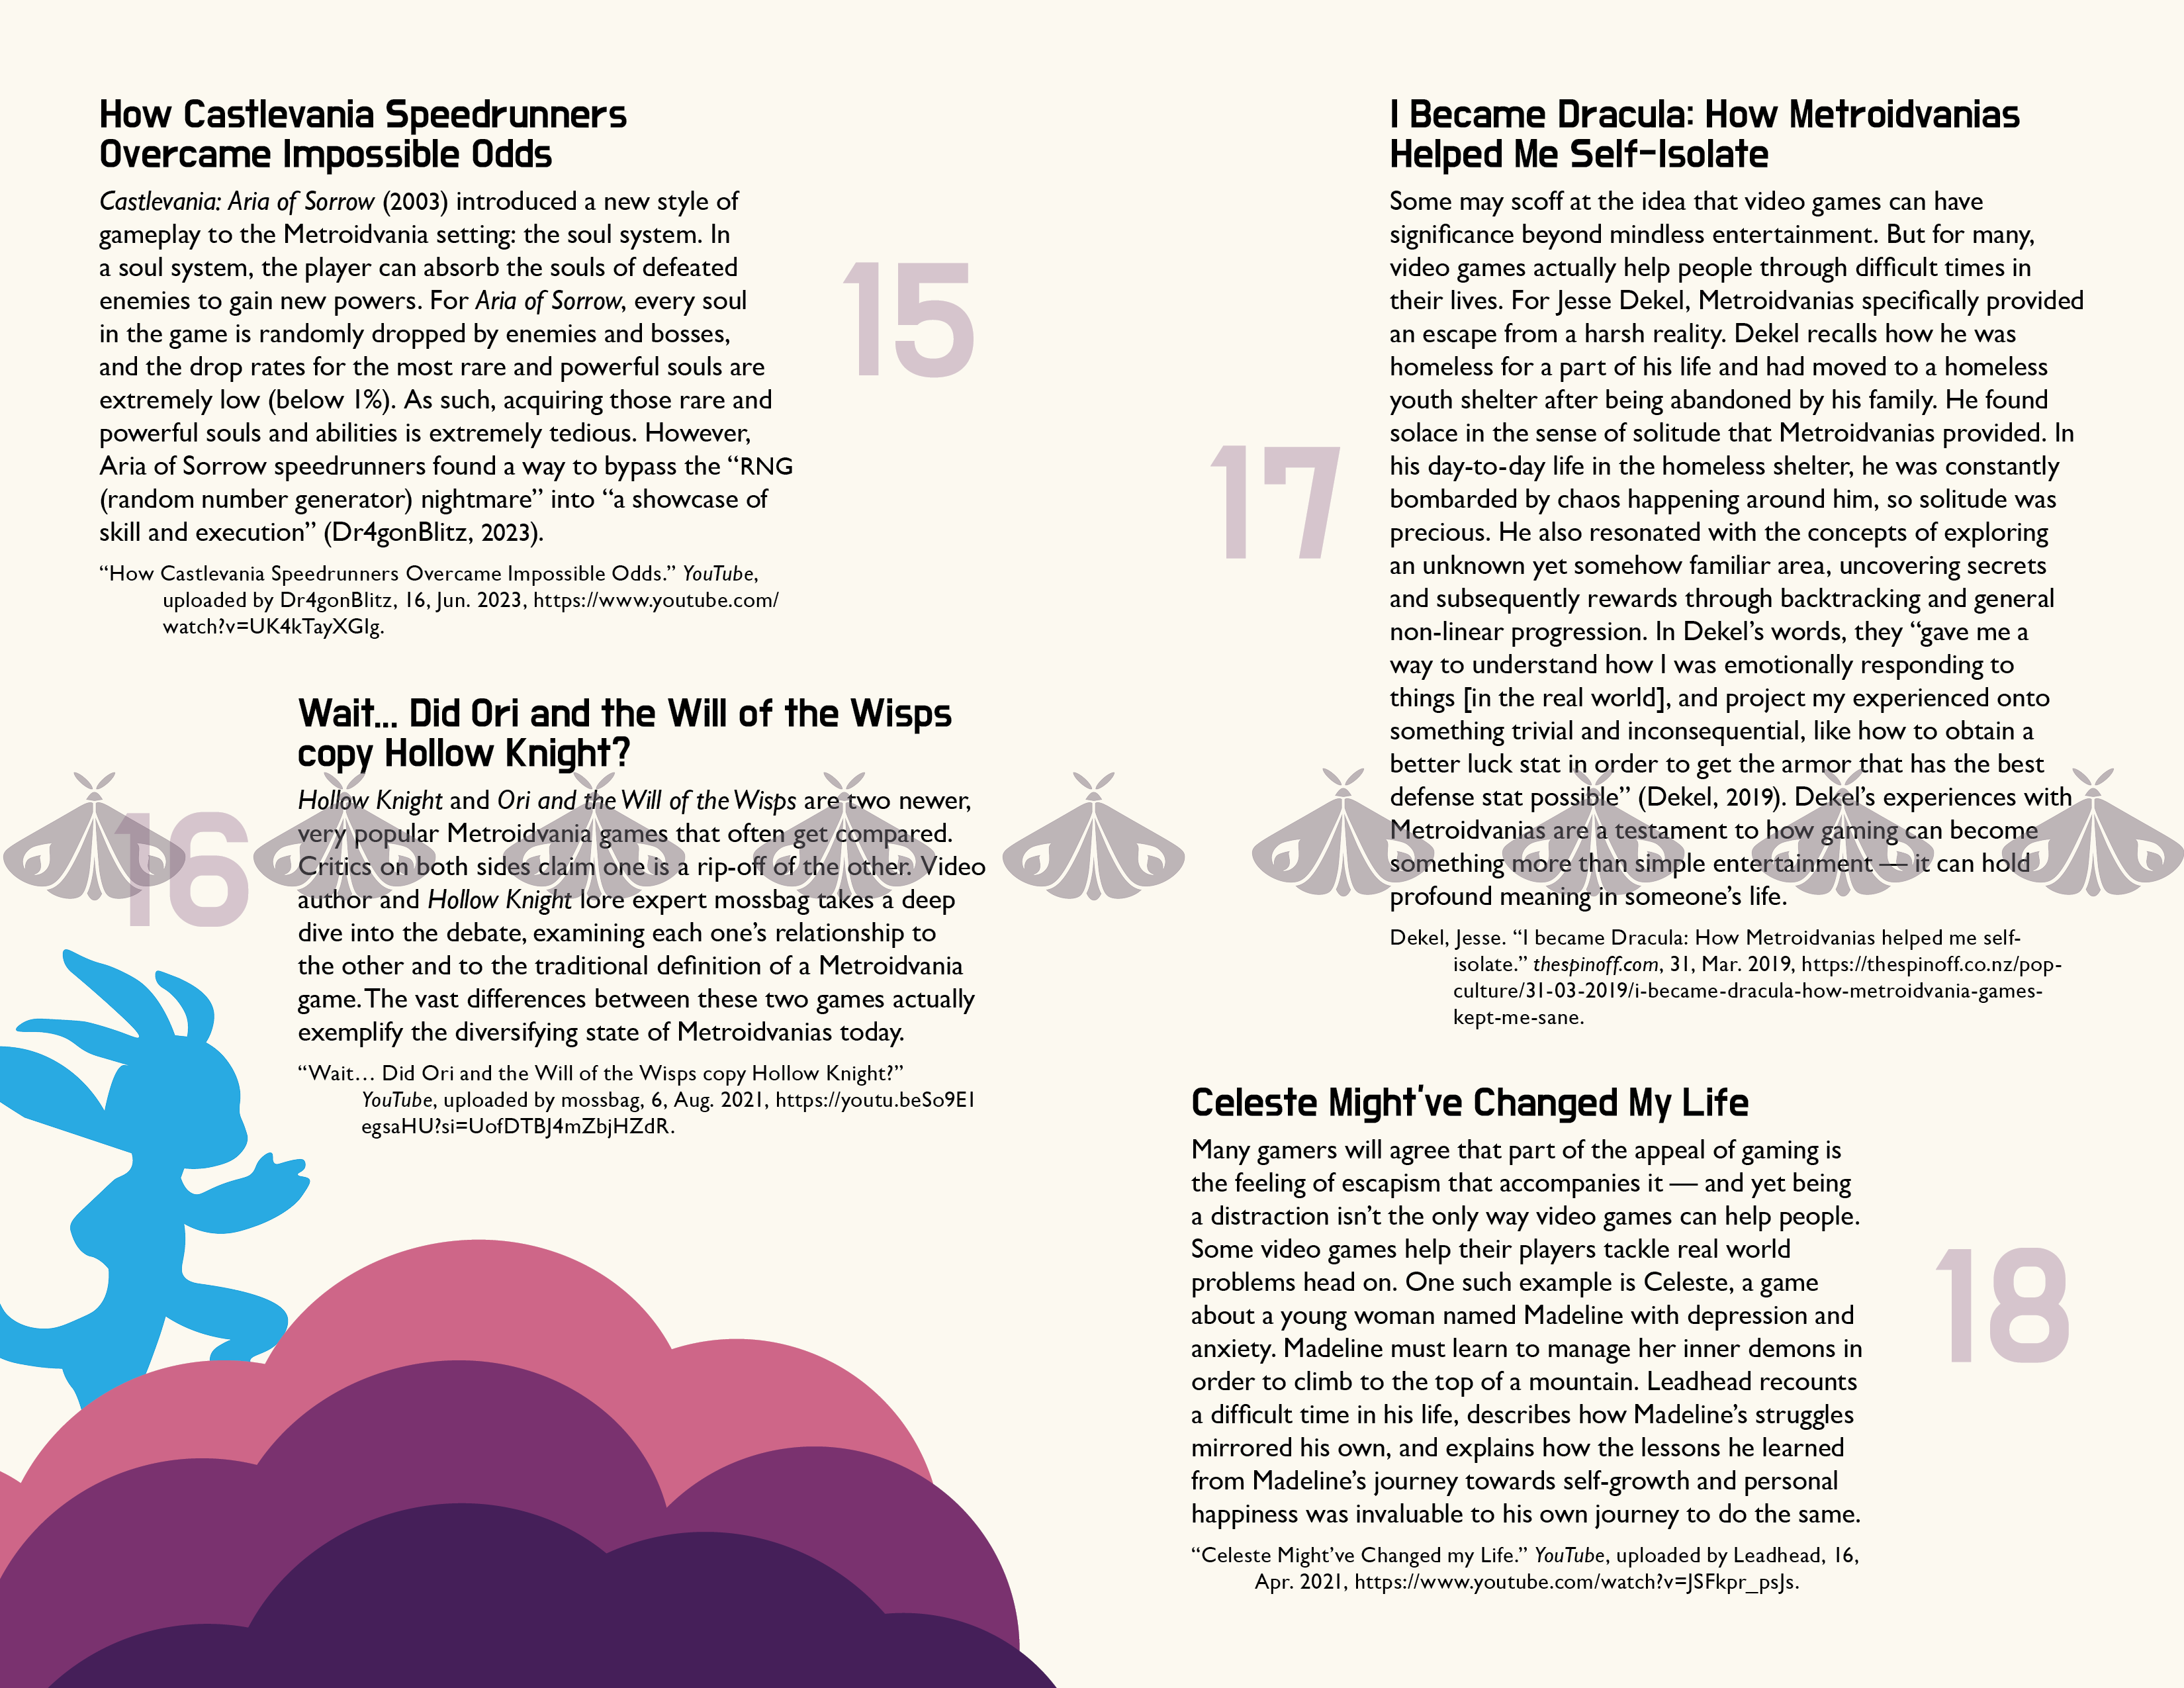 How Castlevania Speedrunners
Overcame Impossible Odds
Castlevania: Aria of Sorrow (2003) introduced a new style of
gameplay to the Metroidvania setting: the soul system. In
a soul system, the player can absorb the souls of defeated
enemies to gain new powers. For Aria of Sorrow, every soul
in the game is randomly dropped by enemies and bosses,
and the drop rates for the most rare and powerful souls are
extremely low (below 1%). As such, acquiring those rare and
powerful souls and abilities is extremely tedious. However,
Aria of Sorrow speedrunners found a way to bypass the “RNG
(random number generator) nightmare” into “a showcase of
skill and execution” (Dr4gonBlitz, 2023).
“How Castlevania Speedrunners Overcame Impossible Odds.” YouTube,
uploaded by Dr4gonBlitz, 16, Jun. 2023, https://www.youtube.com/
watch?v=UK4kTayXGIg.
15
Wait... Did Ori and the Will of the Wisps
copy Hollow Knight?
Hollow Knight and Ori and the Will of the Wisps are two newer,
very popular Metroidvania games that often get compared.
Critics on both sides claim one is a rip-off of the other. Video
author and Hollow Knight lore expert mossbag takes a deep
dive into the debate, examining each one’s relationship to
the other and to the traditional definition of a Metroidvania
game. The vast differences between these two games actually
exemplify the diversifying state of Metroidvanias today.
“Wait… Did Ori and the Will of the Wisps copy Hollow Knight?”
YouTube, uploaded by mossbag, 6, Aug. 2021, https://youtu.beSo9E1
egsaHU?si=UofDTBJ4mZbjHZdR.
16
I Became Dracula: How Metroidvanias
Helped Me Self-Isolate
Some may scoff at the idea that video games can have
significance beyond mindless entertainment. But for many,
video games actually help people through difficult times in
their lives. For Jesse Dekel, Metroidvanias specifically provided
an escape from a harsh reality. Dekel recalls how he was
homeless for a part of his life and had moved to a homeless
youth shelter after being abandoned by his family. He found
solace in the sense of solitude that Metroidvanias provided. In
his day-to-day life in the homeless shelter, he was constantly
bombarded by chaos happening around him, so solitude was
precious. He also resonated with the concepts of exploring
an unknown yet somehow familiar area, uncovering secrets
and subsequently rewards through backtracking and general
non-linear progression. In Dekel’s words, they “gave me a
way to understand how I was emotionally responding to
things [in the real world], and project my experienced onto
something trivial and inconsequential, like how to obtain a
better luck stat in order to get the armor that has the best
defense stat possible” (Dekel, 2019). Dekel’s experiences with
Metroidvanias are a testament to how gaming can become
something more than simple entertainment — it can hold
profound meaning in someone’s life.
Dekel, Jesse. “I became Dracula: How Metroidvanias helped me self-
isolate.” thespinoff.com, 31, Mar. 2019, https://thespinoff.co.nz/pop-
culture/31-03-2019/i-became-dracula-how-metroidvania-games-
kept-me-sane.
17
Celeste Might’ve Changed My Life
Many gamers will agree that part of the appeal of gaming is
the feeling of escapism that accompanies it — and yet being
a distraction isn’t the only way video games can help people.
Some video games help their players tackle real world
problems head on. One such example is Celeste, a game
about a young woman named Madeline with depression and
anxiety. Madeline must learn to manage her inner demons in
order to climb to the top of a mountain. Leadhead recounts
a difficult time in his life, describes how Madeline’s struggles
mirrored his own, and explains how the lessons he learned
from Madeline’s journey towards self-growth and personal
happiness was invaluable to his own journey to do the same.
“Celeste Might’ve Changed my Life.” YouTube, uploaded by Leadhead, 16,
Apr. 2021, https://www.youtube.com/watch?v=JSFkpr_psJs.
18